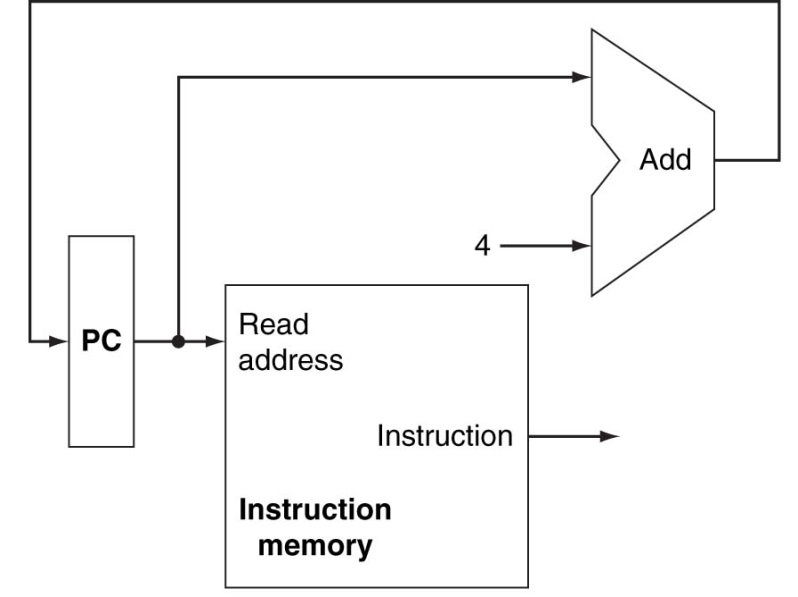 Add
4
PC
Read
address
Instruction
Instruction
memory